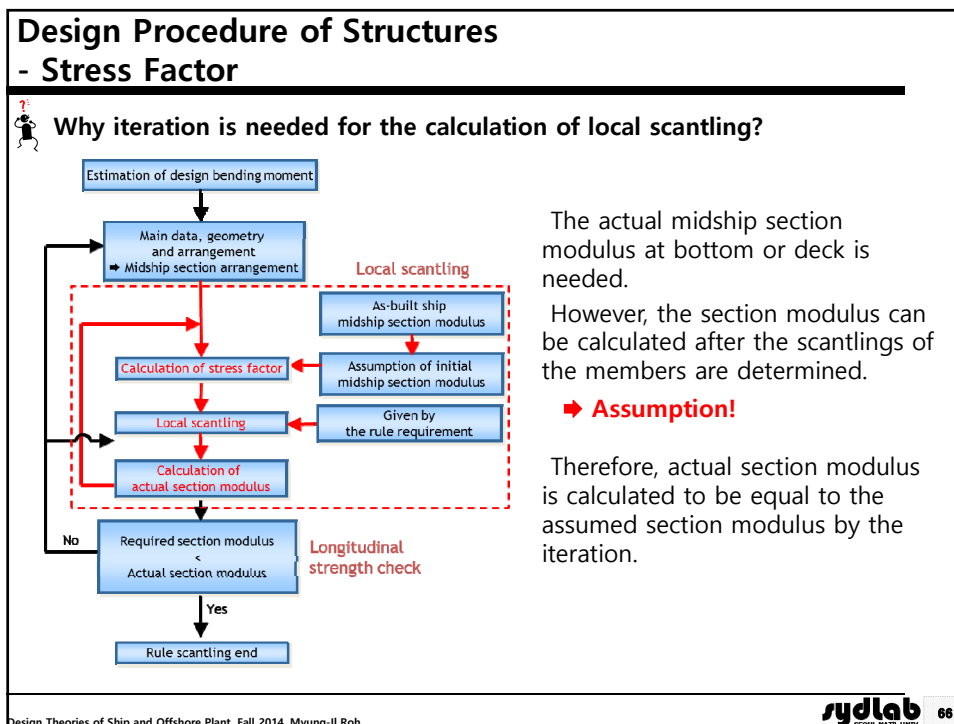 Design Procedure of Structures
- Stress Factor
?
Why iteration is needed for the calculation of local scantling?
Estimation of design bending moment
Main data, geometry
and arrangement
➡ Midship section arrangement
Local scantling
As-built ship
midship section modulus
Calculation of stress factor
Assumption of initial
midship section modulus
Local scantling
Given by
the rule requirement
Calculation of
actual section modulus
No
Required section modulus
<
Actual section modulus
Longitudinal
strength check
Yes
Rule scantling end
The actual midship section
modulus at bottom or deck is
needed.
However, the section modulus can
be calculated after the scantlings of
the members are determined.
➡ Assumption!
Therefore, actual section modulus
is calculated to be equal to the
assumed section modulus by the
iteration.
Design Theories of Ship and Offshore Plant, Fall 2014, Myung-Il Roh
sydlab
SEOUL NAT'L UNIV.
66